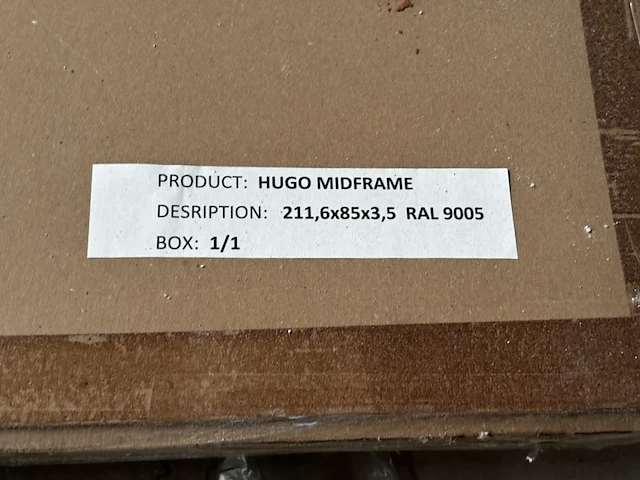 PRODUCT: HUGO MIDFRAME
DESRIPTION: 211,6x85x3,5 RAL 9005
BOX: 1/1